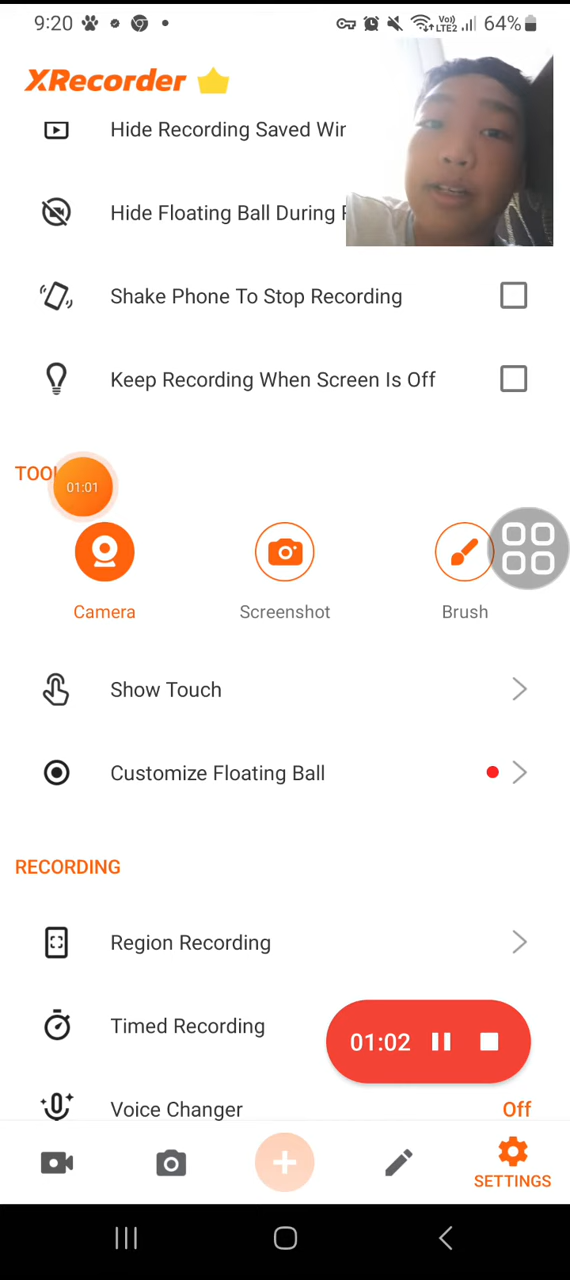 9:20 Vo) LTE2 64%
XRecorder
Hide Recording Saved Wir
Hide Floating Ball During
Shake Phone To Stop Recording
Keep Recording When Screen Is Off
TOO
01:01
Camera Screenshot Brush
Show Touch
Customize Floating Ball
RECORDING
Region Recording
Timed Recording
01:02
Voice Changer Off
SETTINGS